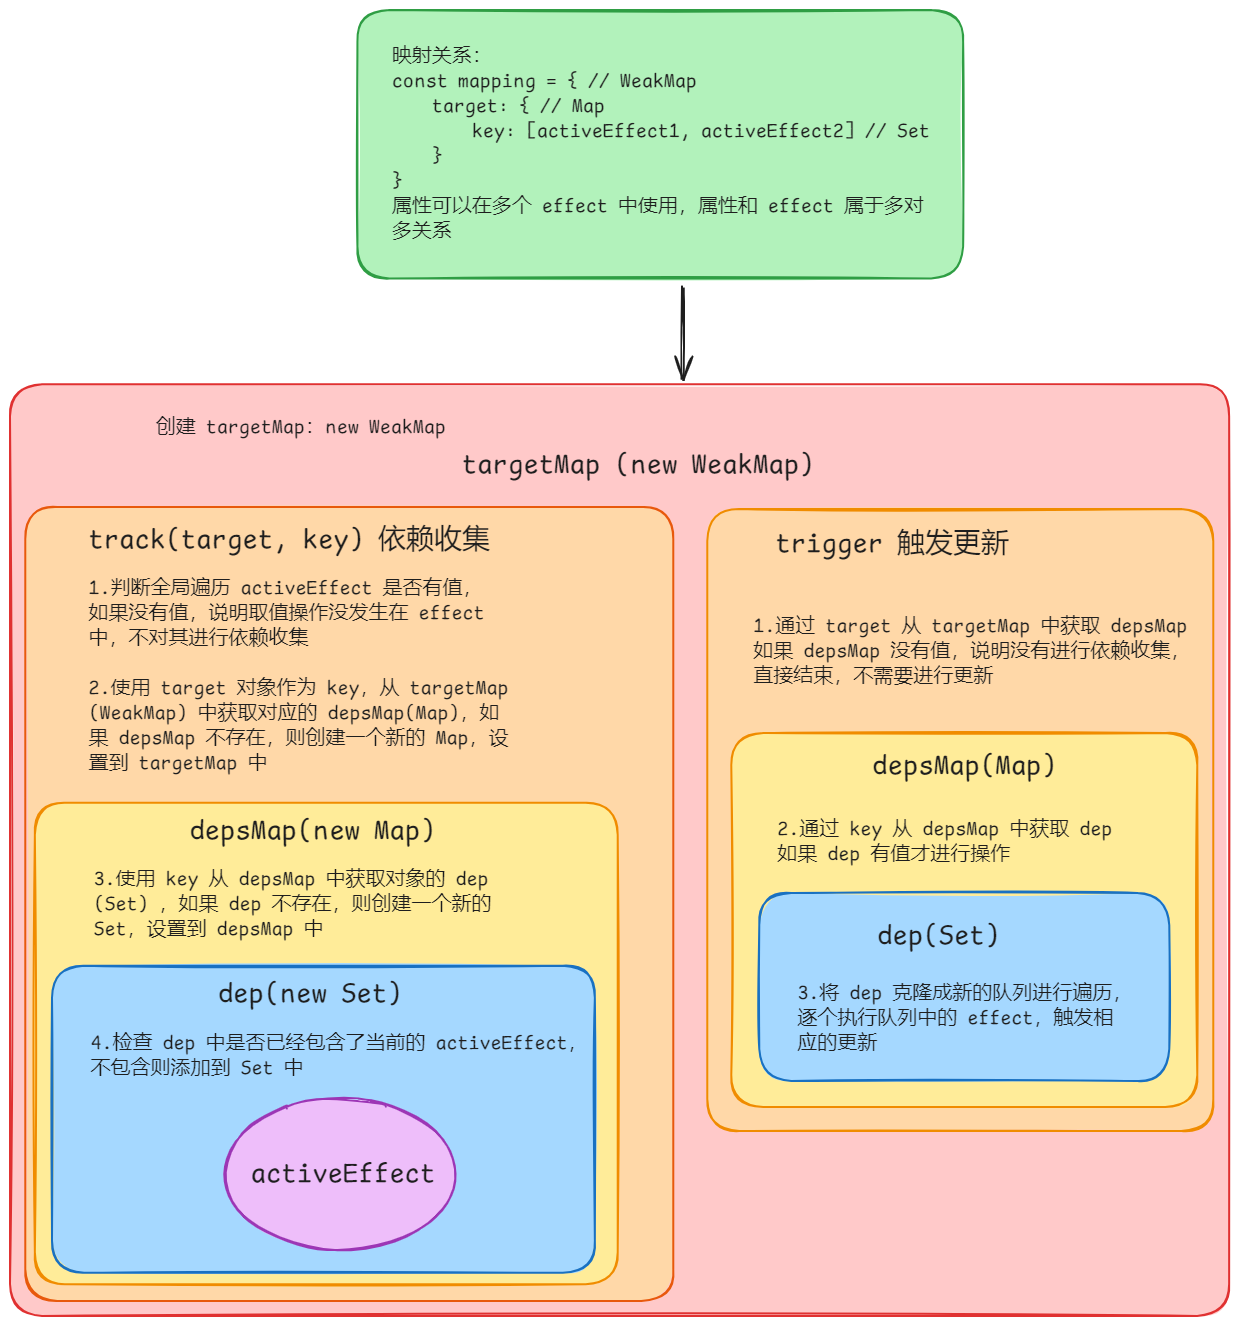 映射关系：
const mapping = { // WeakMap
    target: { // Map
        key: [activeEffect1, activeEffect2] // Set
    }
}
属性可以在多个 effect 中使用，属性和 effect 属于多对
多关系
创建 targetMap：new WeakMap
targetMap (new WeakMap)
track(target, key) 依赖收集
1.判断全局遍历 activeEffect 是否有值，
如果没有值，说明取值操作没发生在 effect
中，不对其进行依赖收集
2.使用 target 对象作为 key，从 targetMap
(WeakMap) 中获取对应的 depsMap(Map)，如
果 depsMap 不存在，则创建一个新的 Map，设
置到 targetMap 中
depsMap(new Map)
3.使用 key 从 depsMap 中获取对象的 dep
(Set) ，如果 dep 不存在，则创建一个新的
Set，设置到 depsMap 中
dep(new Set)
4.检查 dep 中是否已经包含了当前的 activeEffect，
不包含则添加到 Set 中
activeEffect
trigger 触发更新
1.通过 target 从 targetMap 中获取 depsMap
如果 depsMap 没有值，说明没有进行依赖收集，
直接结束，不需要进行更新
depsMap(Map)
2.通过 key 从 depsMap 中获取 dep
如果 dep 有值才进行操作
dep(Set)
3.将 dep 克隆成新的队列进行遍历，
逐个执行队列中的 effect，触发相
应的更新